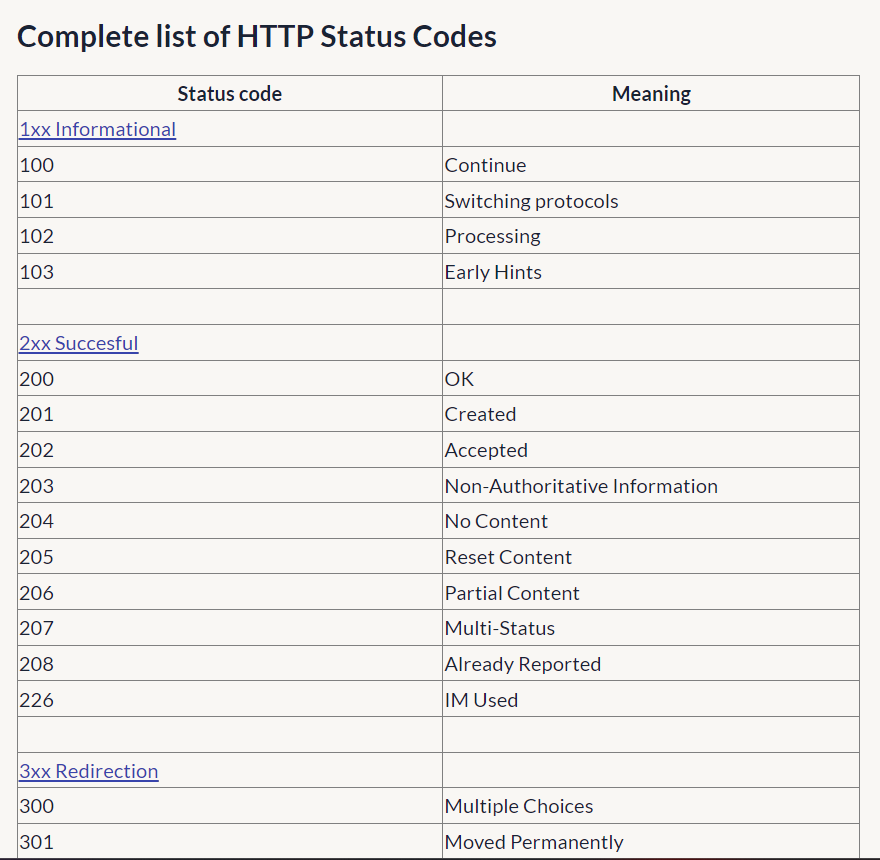 Complete list of HTTP Status Codes
Status code Meaning
1xx Informational
100 Continue
101 Switching protocols
102 Processing
103 Early Hints
2xx Succesful
200 OK
201 Created
202 Accepted
203 Non-Authoritative Information
204 No Content
205 Reset Content
206 Partial Content
207 Multi-Status
208 Already Reported
226 IM Used
3xx Redirection
300 Multiple Choices
301 Moved Permanently